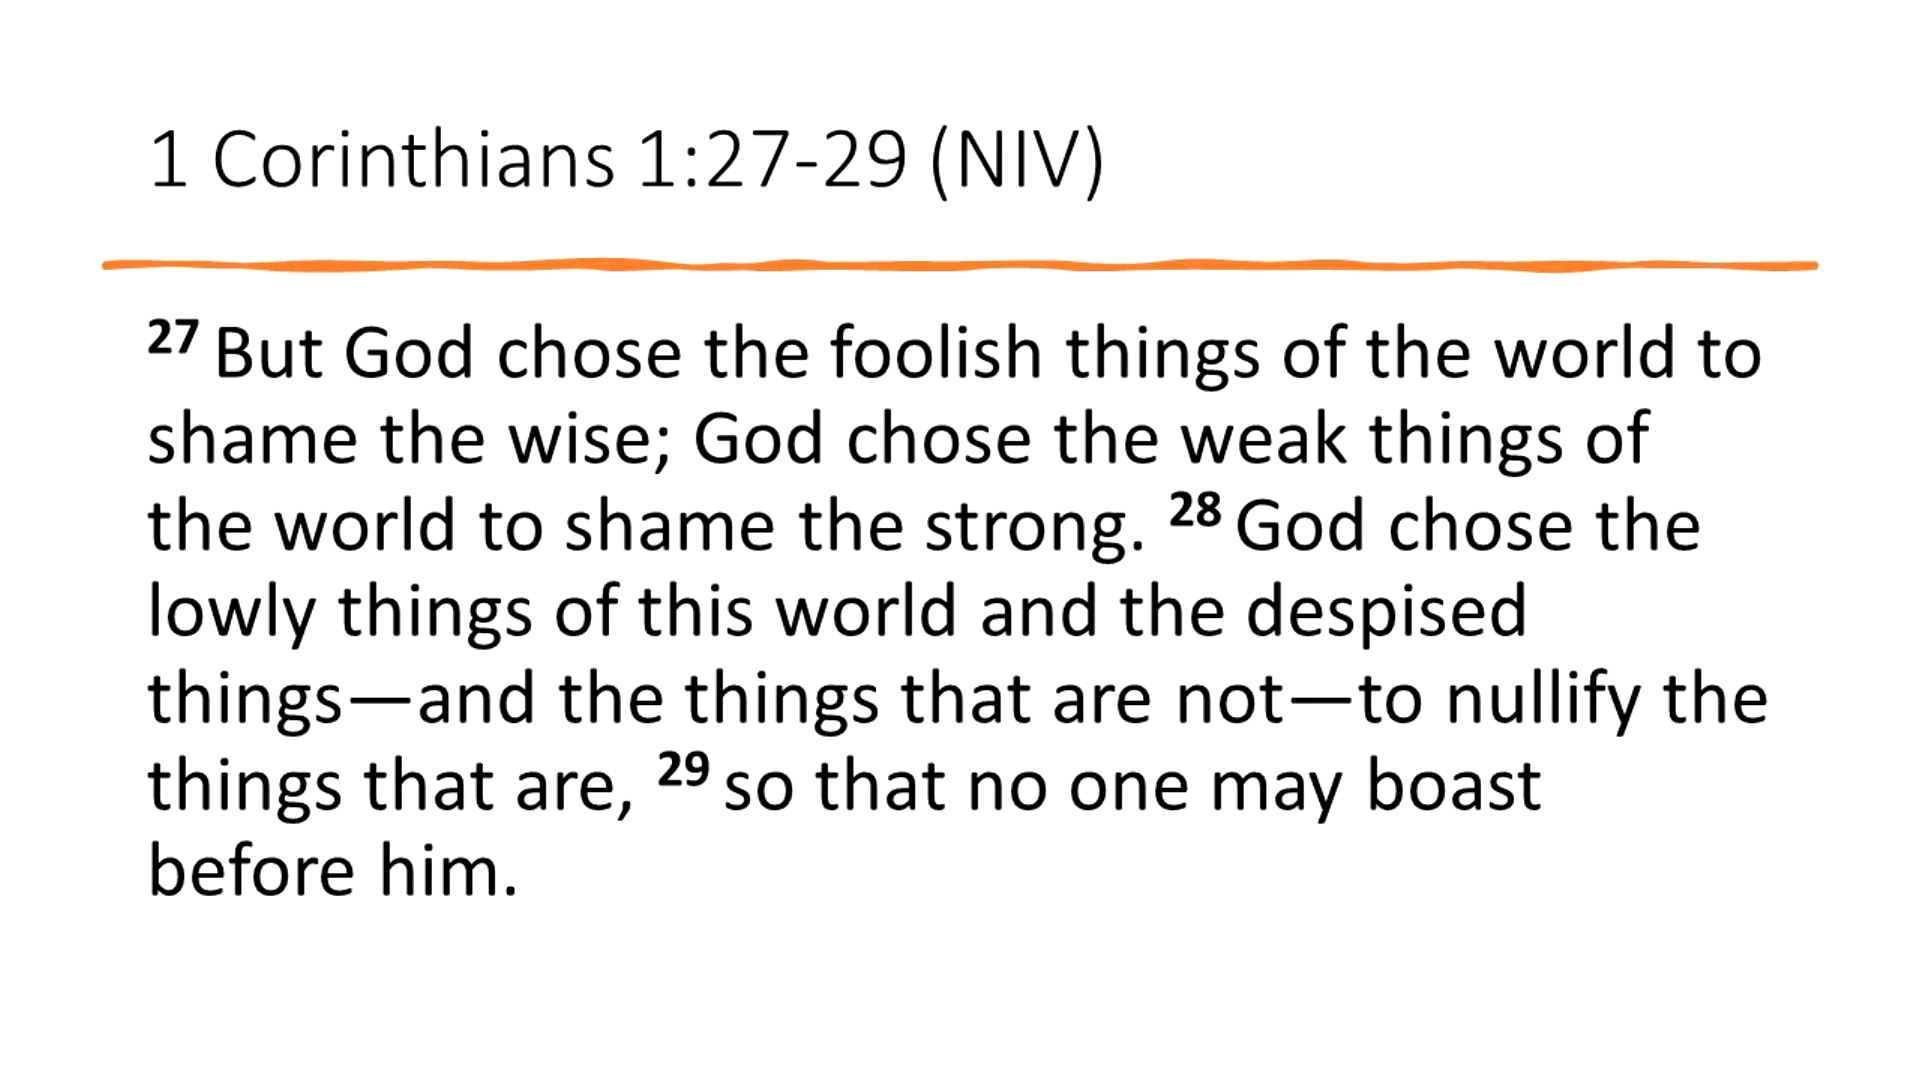 1 Corinthians 1:27-29 (NIV)
27 But God chose the foolish things of the world to
shame the wise; God chose the weak things of
the world to shame the strong. 28 God chose the
lowly things of this world and the despised
things—and the things that are not—to nullify the
things that are, 29 so that no one may boast
before him.